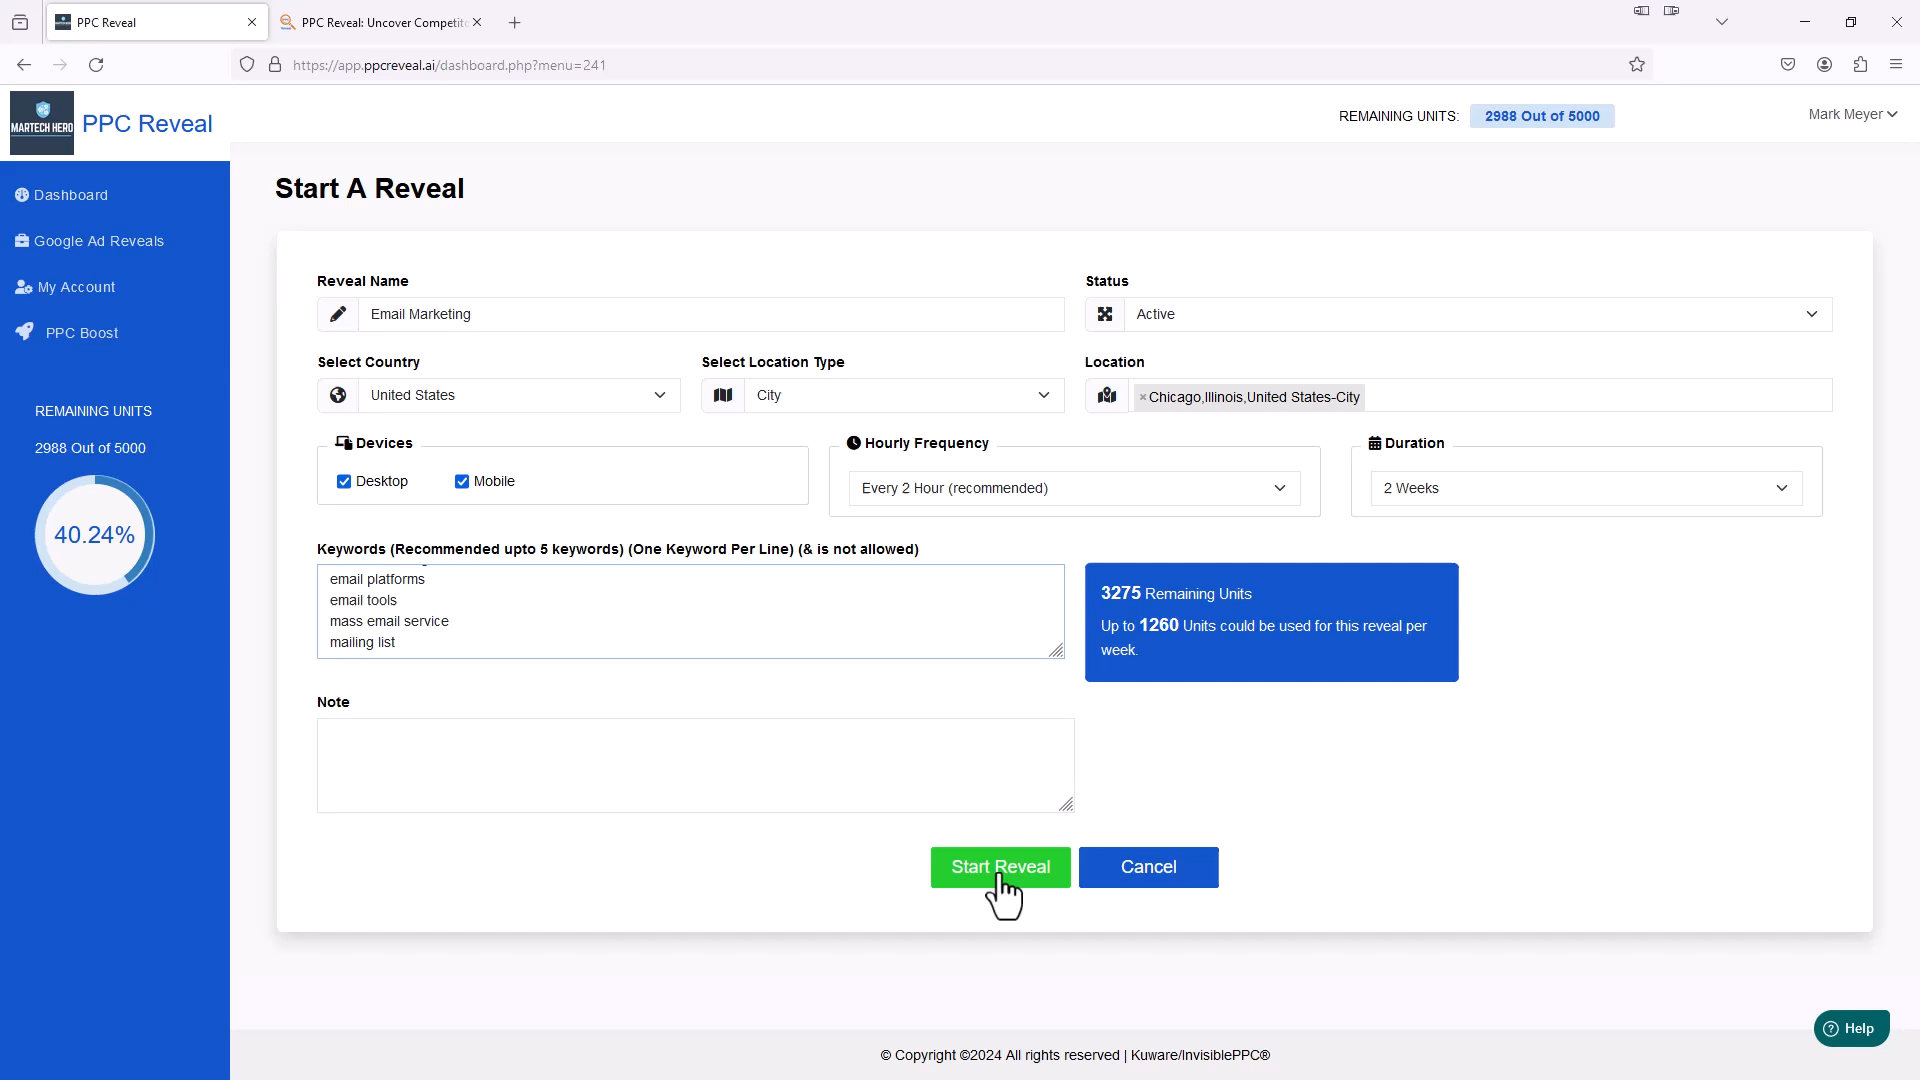 PPC Reveal
PPC Reveal: Uncover Competit
https://app.ppcreveal.ai/dashboard.php?menu=241
MARTECH HERO
PPC Reveal
REMAINING UNITS: 2988 Out of 5000
Mark Meyer
Dashboard
Google Ad Reveals
My Account
PPC Boost
REMAINING UNITS
2988 Out of 5000
40.24%
Start A Reveal
Reveal Name
Email Marketing
Status
Active
Select Country
United States
Select Location Type
City
Location
×Chicago,Illinois,United States-City
Devices
Desktop
Mobile
Hourly Frequency
Every 2 Hour (recommended)
Duration
2 Weeks
Keywords (Recommended upto 5 keywords) (One Keyword Per Line) (& is not allowed)
email platforms
email tools
mass email service
mailing list
3275 Remaining Units
Up to 1260 Units could be used for this reveal per
week.
Note
Start Reveal
Cancel
Help
© Copyright ©2024 All rights reserved | Kuware/InvisiblePPC®